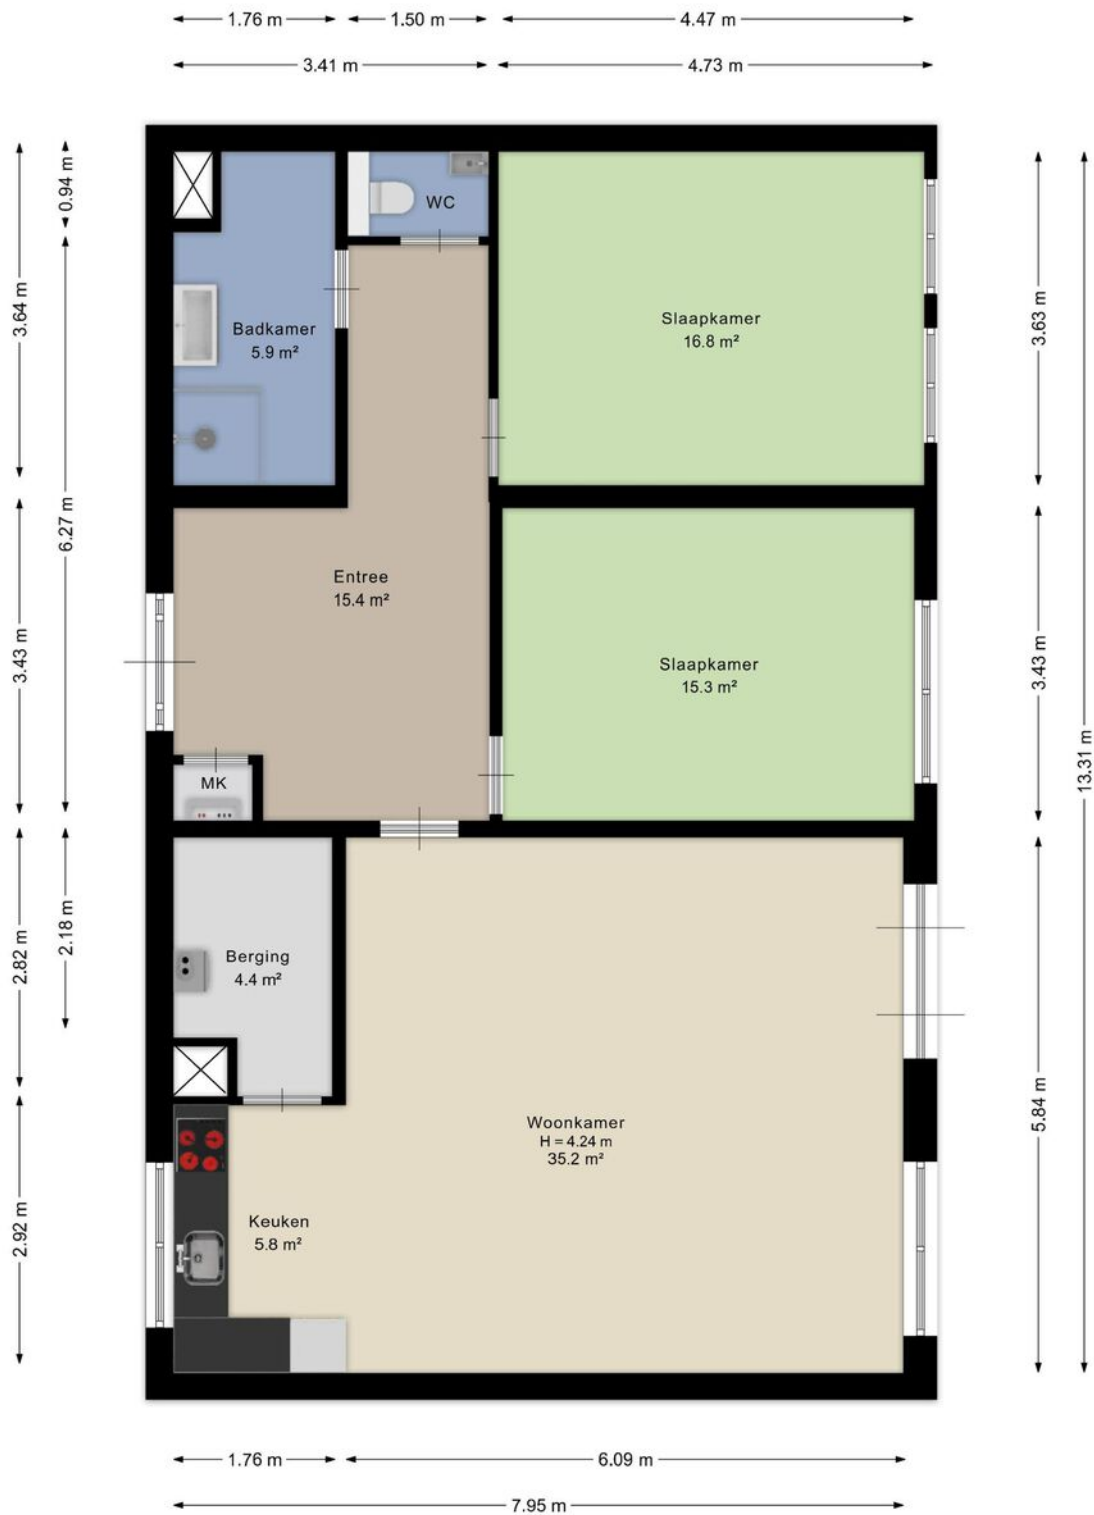 1.76 m
1.50 m
4.47 m
3.41 m
4.73 m
0.94 m
3.64 m
6.27 m
3.43 m
2.82 m
2.18 m
2.92 m
WC
Badkamer
5.9 m²
Slaapkamer
16.8 m²
Entree
15.4 m²
Slaapkamer
15.3 m²
MK
Berging
4.4 m²
Woonkamer
H = 4.24 m
35.2 m²
Keuken
5.8 m²
3.63 m
3.43 m
13.31 m
5.84 m
1.76 m
6.09 m
7.95 m